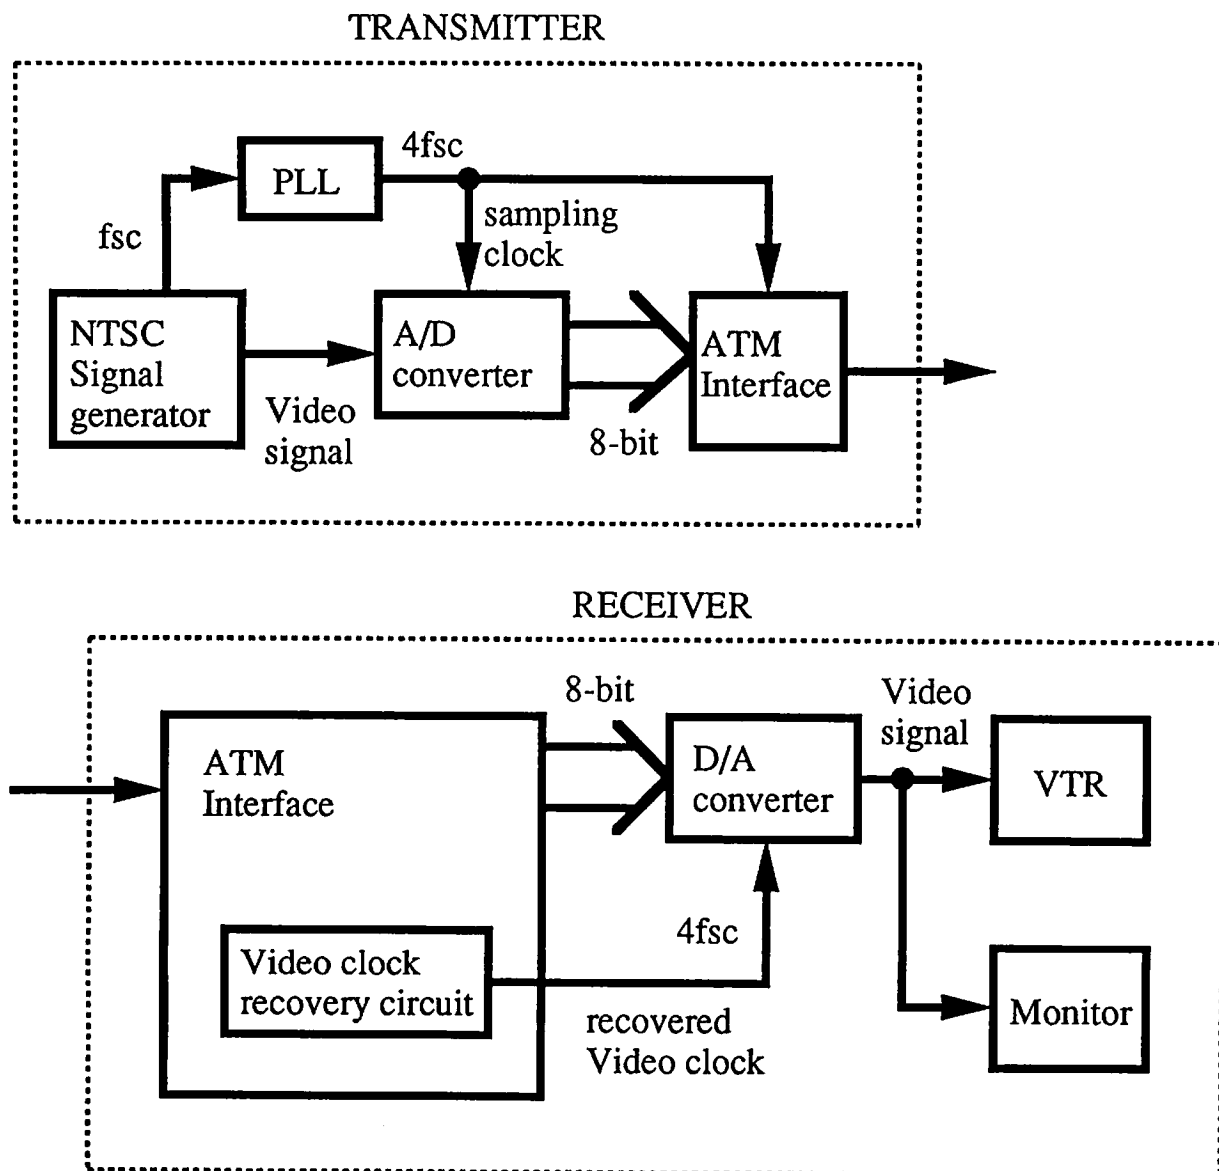 TRANSMITTER
PLL
4fsc
sampling
clock
fsc
NTSC
Signal
generator
Video
signal
A/D
converter
8-bit
ATM
Interface
RECEIVER
ATM
Interface
8-bit
D/A
converter
Video
signal
VTR
4fsc
Video clock
recovery circuit
recovered
Video clock
Monitor